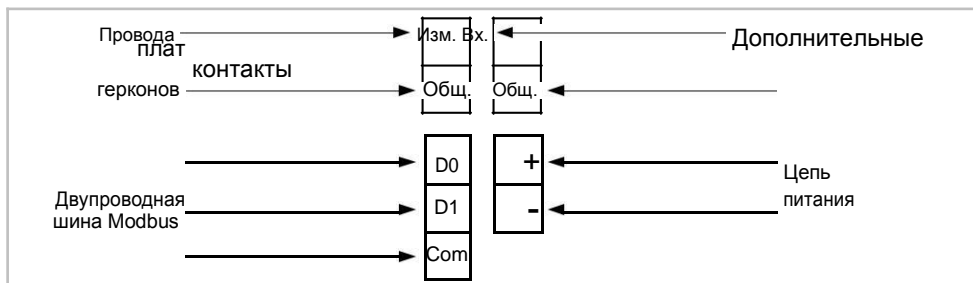 Провода
плат
контакты
герконов
Изм. Вх.
Дополнительные
Общ.
Общ.
Двупроводная
шина Modbus
D0
D1
Com
+
-
Цепь
питания